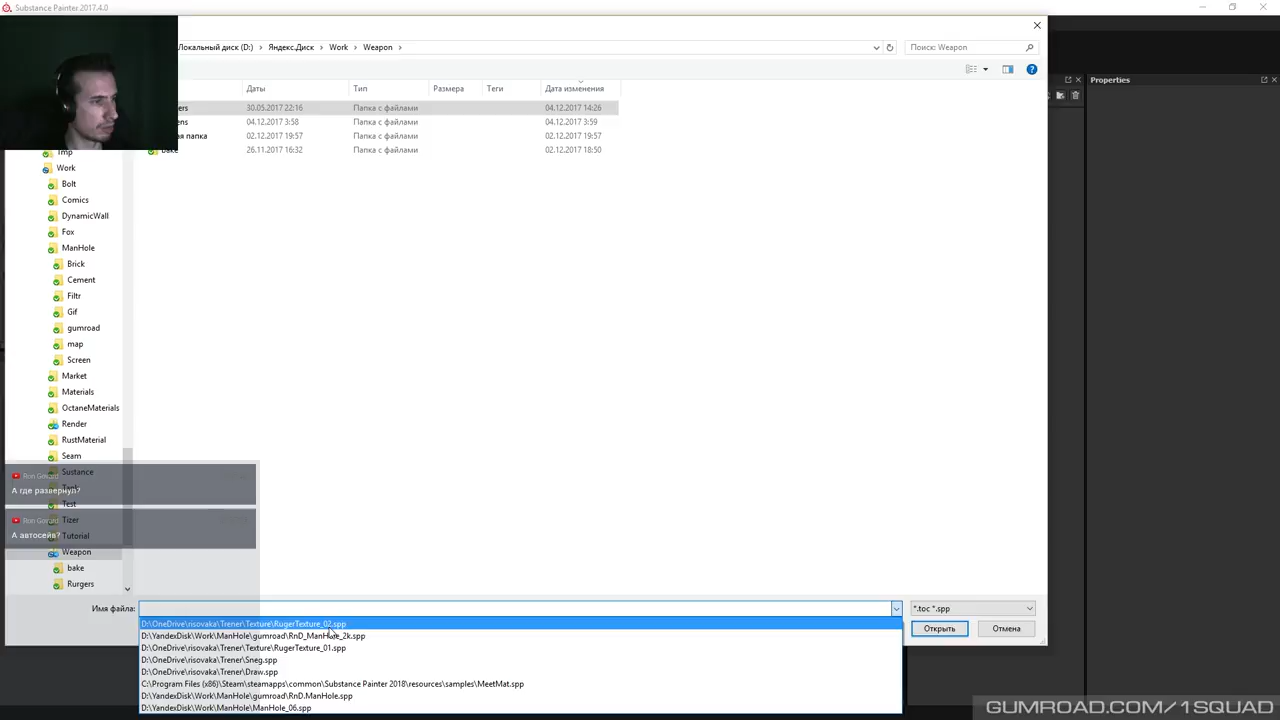 Substance Painter 2017.4.0
Локальный диск (D:) > Яндекс.Диск > Work > Weapon >
Поиск: Weapon
Properties
Даты Тип Размера Теги Дата изменения
ers 30.05.2017 22:16 Папка с файлами 04.12.2017 14:26
ens 04.12.2017 3:58 Папка с файлами 04.12.2017 3:59
ая папка 02.12.2017 19:57 Папка с файлами 02.12.2017 19:57
bake 26.11.2017 16:32 Папка с файлами 02.12.2017 18:50
Tmp
Work
Bolt
Comics
DynamicWall
Fox
ManHole
Brick
Cement
Filtr
Gif
gumroad
map
Screen
Market
Materials
OctaneMaterials
Render
RustMaterial
Seam
Sustance
Test
Tizer
Tutorial
Weapon
bake
Rurgers
А где развернул?
А автосейв?
Имя файла:
*.toc *.spp
Открыть
Отмена
D:\OneDrive\risovaka\Trener\Texture\RugerTexture_02.spp
D:\YandexDisk\Work\ManHole\gumroad\RnD_ManHole_2k.spp
D:\OneDrive\risovaka\Trener\Texture\RugerTexture_01.spp
D:\OneDrive\risovaka\Trener\Sneg.spp
D:\OneDrive\risovaka\Trener\Draw.spp
C:\Program Files (x86)\Steam\steamapps\common\Substance Painter 2018\resources\samples\MeetMat.spp
D:\YandexDisk\Work\ManHole\gumroad\RnD.ManHole.spp
D:\YandexDisk\Work\ManHole\ManHole_06.spp
GUMROAD.COM/1SQUAD